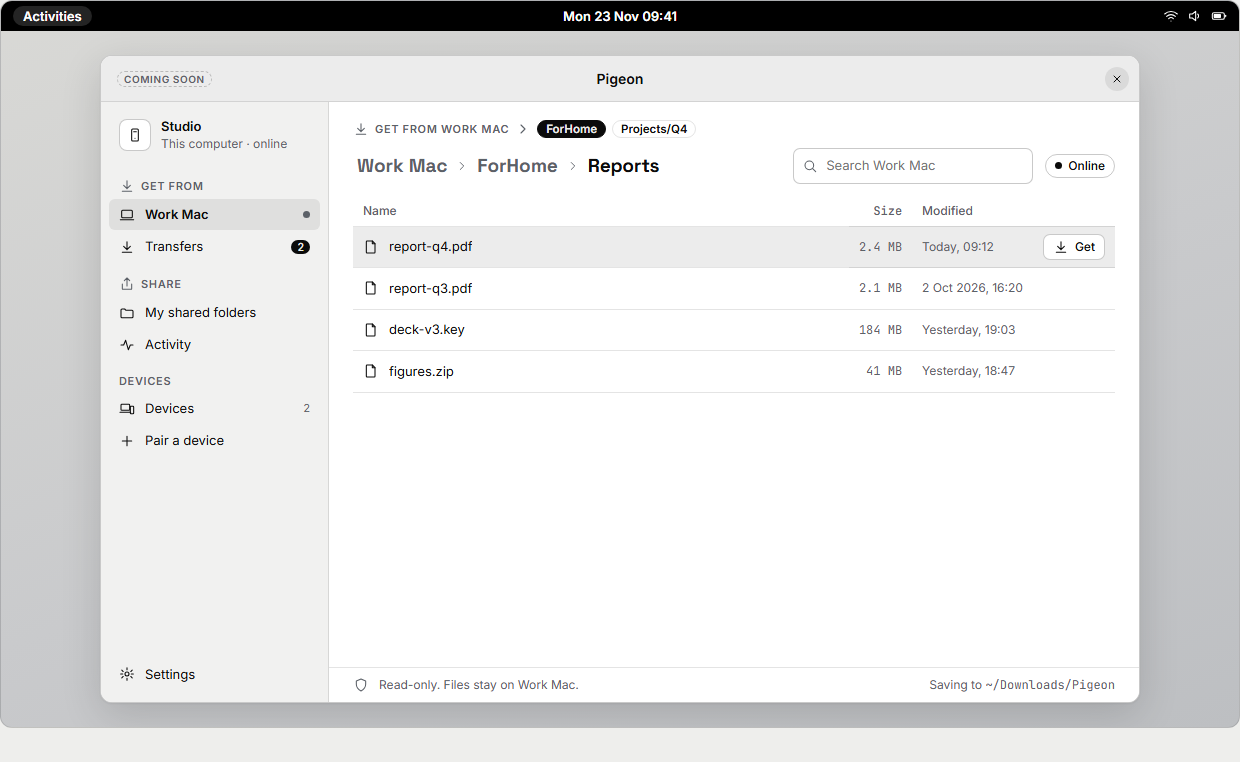 Activities
Mon 23 Nov 09:41
COMING SOON
Pigeon
Studio
This computer · online
GET FROM
Work Mac
Transfers 2
SHARE
My shared folders
Activity
DEVICES
Devices 2
Pair a device
Settings
GET FROM WORK MAC > ForHome Projects/Q4
Work Mac > ForHome > Reports
Search Work Mac
Online
Name Size Modified
report-q4.pdf 2.4 MB Today, 09:12 Get
report-q3.pdf 2.1 MB 2 Oct 2026, 16:20
deck-v3.key 184 MB Yesterday, 19:03
figures.zip 41 MB Yesterday, 18:47
Read-only. Files stay on Work Mac.
Saving to ~/Downloads/Pigeon